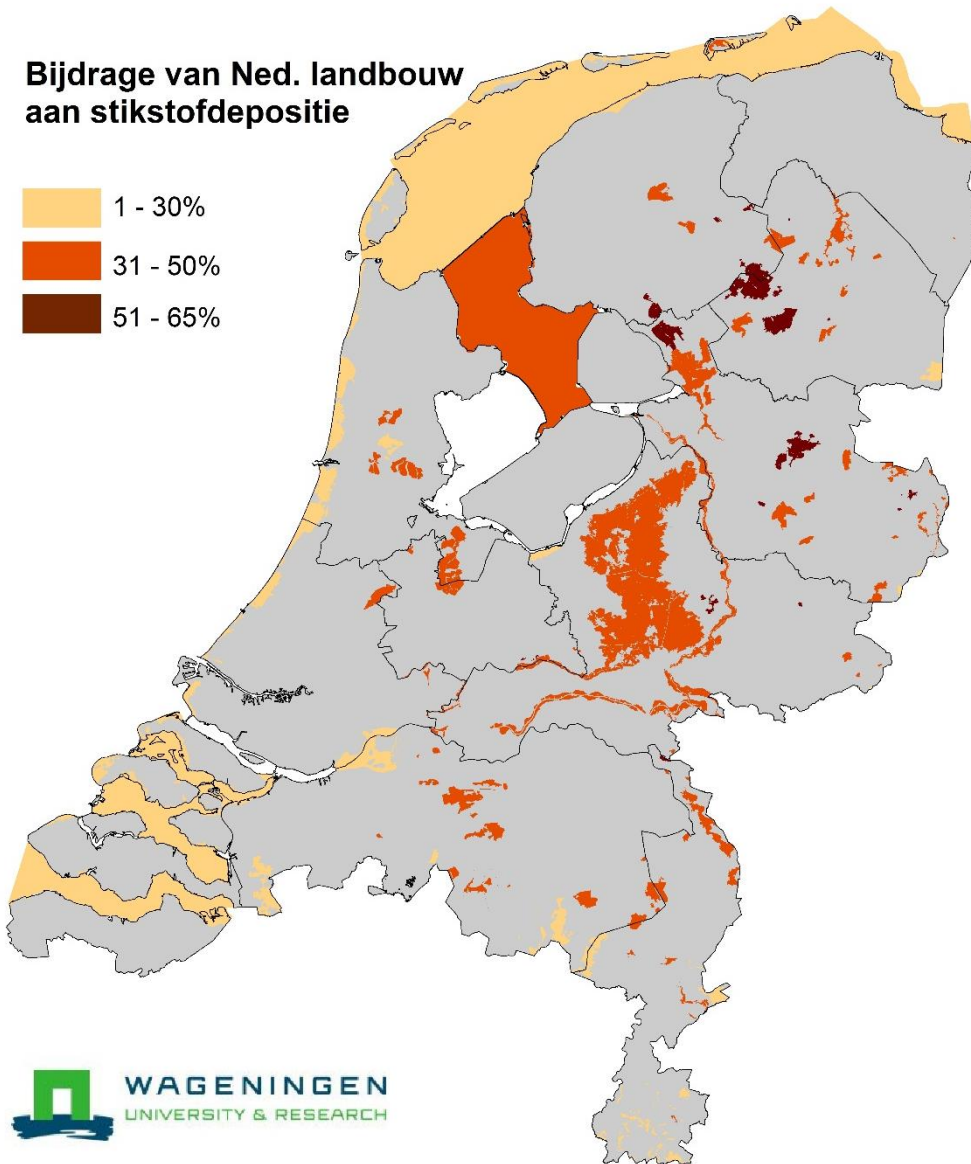 Bijdrage van Ned. landbouw
aan stikstofdepositie
1 - 30%
31 - 50%
51 - 65%
WAGENINGEN
UNIVERSITY & RESEARCH